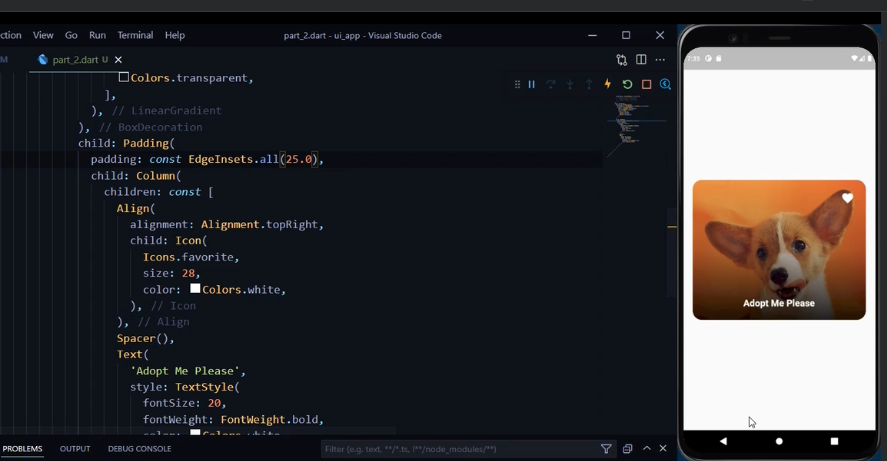 ction View Go Run Terminal Help part_2.dart - ui_app - Visual Studio Code
M part_2.dart U
Colors.transparent,
],
), // LinearGradient
), // BoxDecoration
child: Padding(
padding: const EdgeInsets.all(25.0),
child: Column(
children: const [
Align(
alignment: Alignment.topRight,
child: Icon(
Icons.favorite,
size: 28,
color: Colors.white,
), // Icon
), // Align
Spacer(),
Text(
'Adopt Me Please',
style: TextStyle(
fontSize: 20,
fontWeight: FontWeight.bold,
color: Colors.white
PROBLEMS OUTPUT DEBUG CONSOLE Filter (e.g. text, **/*.ts, !**/node_modules/**)
7:35
Adopt Me Please